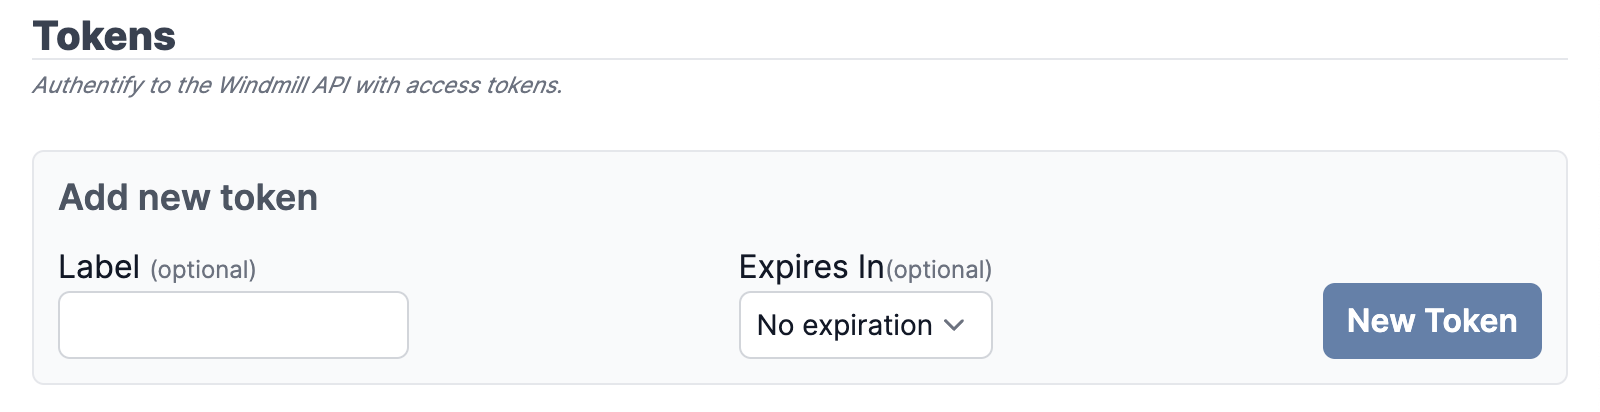 Tokens
Authentify to the Windmill API with access tokens.
Add new token
Label (optional)
Expires In(optional)
No expiration
New Token